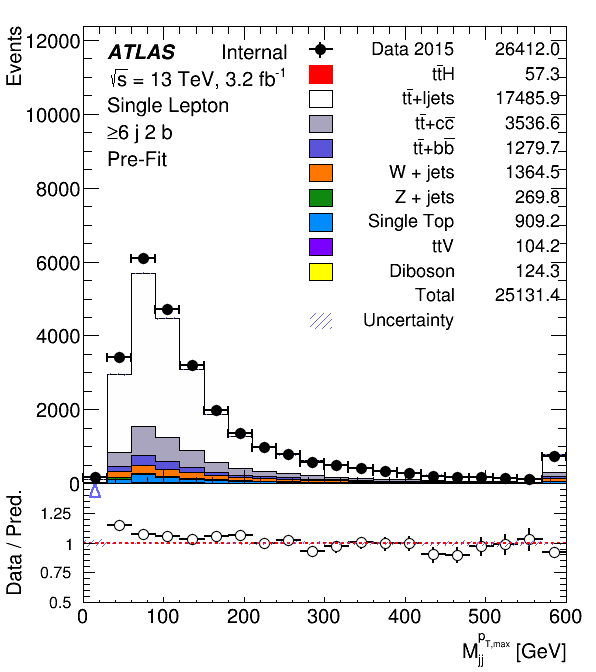 Events
12000
10000
8000
6000
4000
2000
0
ATLAS Internal
√s = 13 TeV, 3.2 fb⁻¹
Single Lepton
≥6 j 2 b
Pre-Fit
Data 2015 26412.0
tt̄H 57.3
tt̄+ljets 17485.9
tt̄+cc̄ 3536.6
tt̄+bb̄ 1279.7
W + jets 1364.5
Z + jets 269.8
Single Top 909.2
ttV 104.2
Diboson 124.3
Total 25131.4
Uncertainty
Data / Pred.
1.25
1
0.75
0.5
0 100 200 300 400 500 600
M_jj^{p_{T,max}} [GeV]